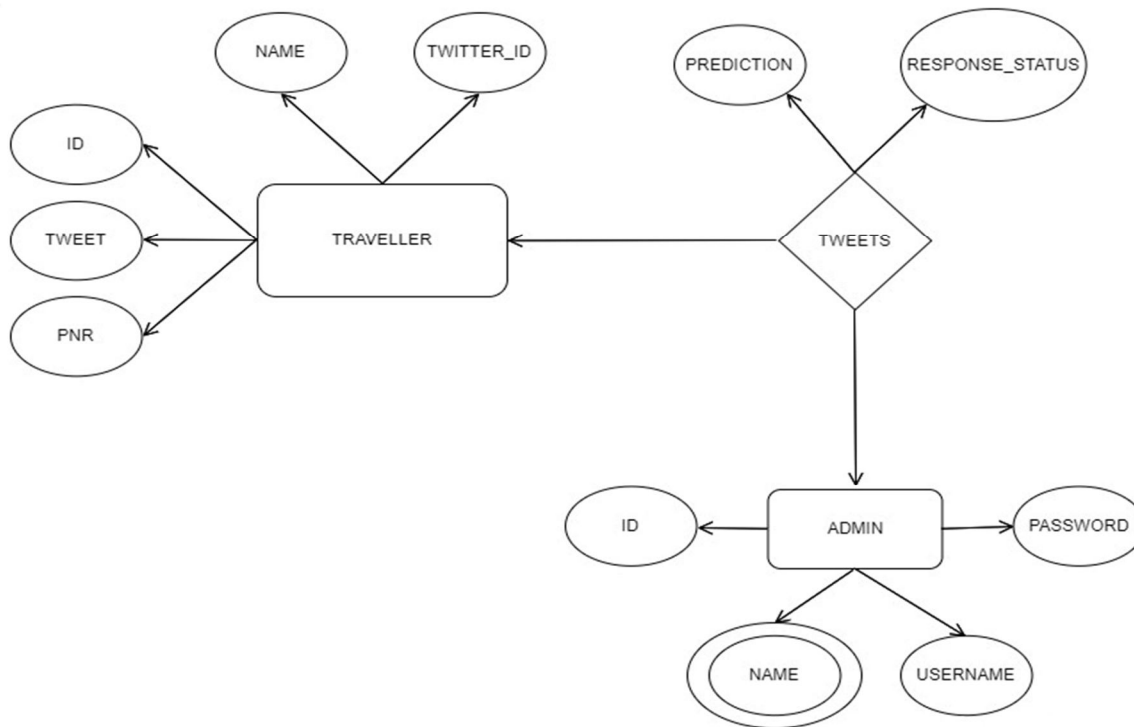 NAME
TWITTER_ID
PREDICTION
RESPONSE_STATUS
ID
TWEET
TRAVELLER
TWEETS
PNR
ID
ADMIN
PASSWORD
NAME
USERNAME